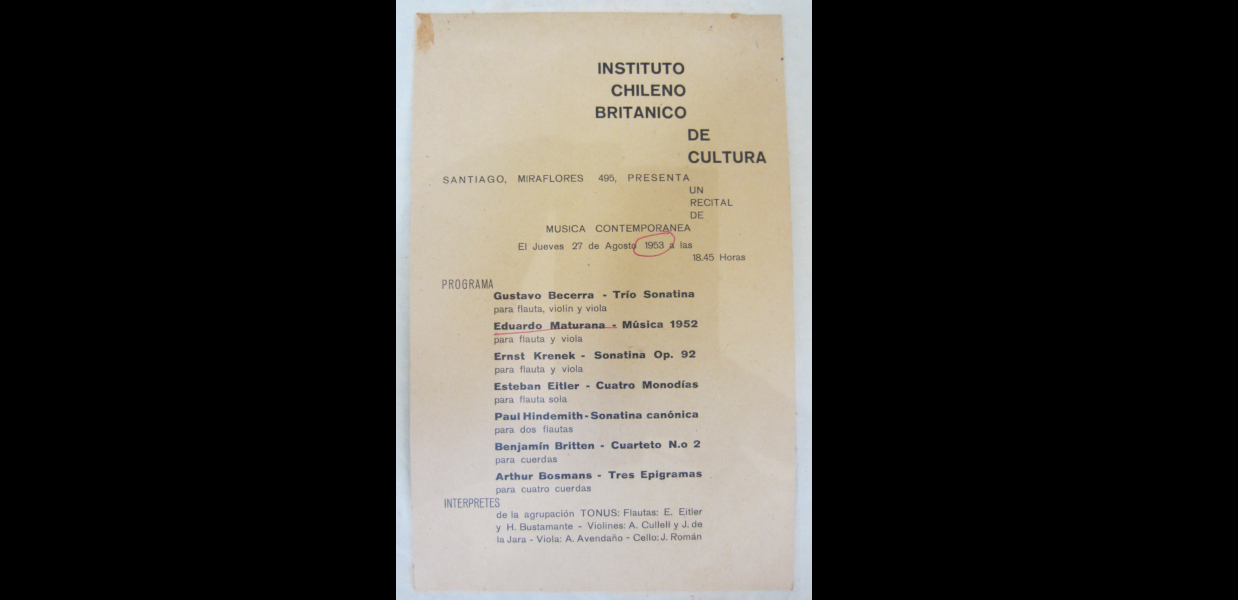 INSTITUTO
CHILENO
BRITANICO
DE
CULTURA
SANTIAGO, MIRAFLORES 495, PRESENTA
UN
RECITAL
DE
MUSICA CONTEMPORANEA
El Jueves 27 de Agosto 1953 a las
18.45 Horas
PROGRAMA
Gustavo Becerra - Trío Sonatina
para flauta, violin y viola
Eduardo Maturana - Música 1952
para flauta y viola
Ernst Krenek - Sonatina Op. 92
para flauta y viola
Esteban Eitler - Cuatro Monodías
para flauta sola
Paul Hindemith - Sonatina canónica
para dos flautas
Benjamín Britten - Cuarteto N.o 2
para cuerdas
Arthur Bosmans - Tres Epigramas
para cuatro cuerdas
INTERPRETES
de la agrupación TONUS: Flautas: E. Eitler
y H. Bustamante - Violines: A. Cullell y J. de
la Jara - Viola: A. Avendaño - Cello: J. Román